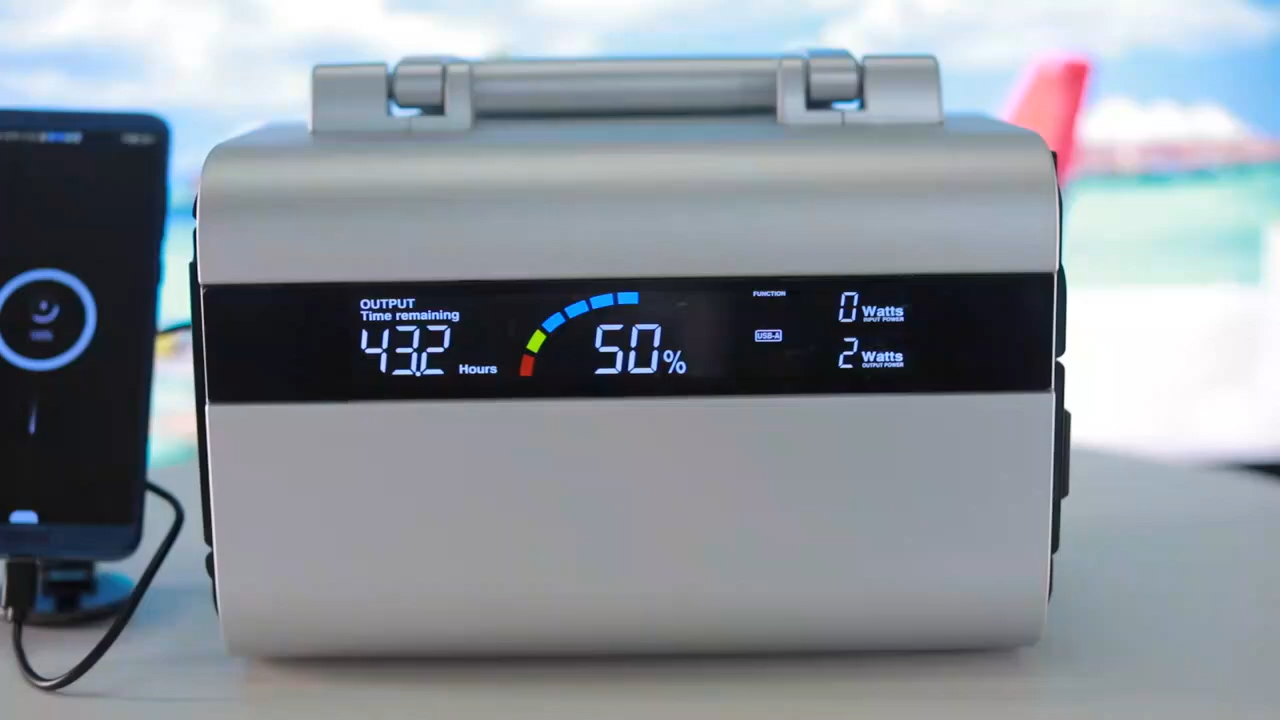 OUTPUT
Time remaining
43.2 Hours
50%
FUNCTION
USB-A
0 Watts
INPUT POWER
2 Watts
OUTPUT POWER